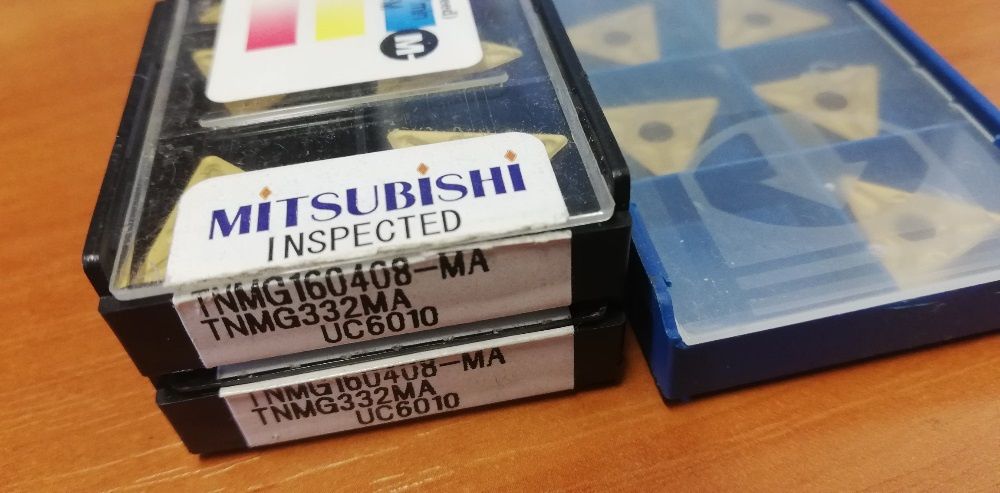 MITSUBISHI
INSPECTED
TNMG160408-MA
TNMG332MA
UC6010
TNMG160408-MA
TNMG332MA
UC6010